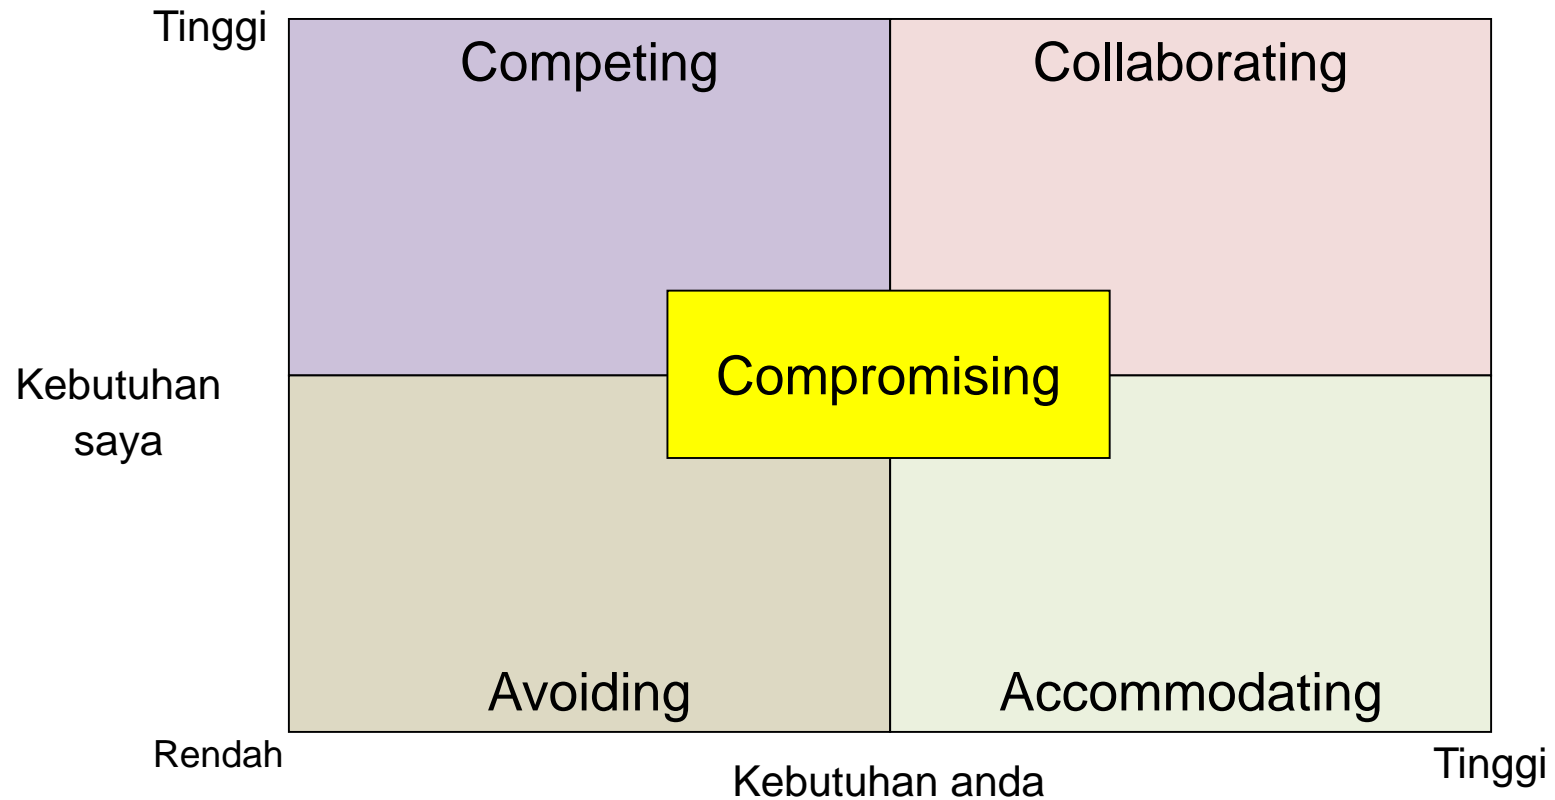 Tinggi
Competing
Collaborating
Compromising
Kebutuhan
saya
Avoiding
Accommodating
Rendah
Kebutuhan anda
Tinggi